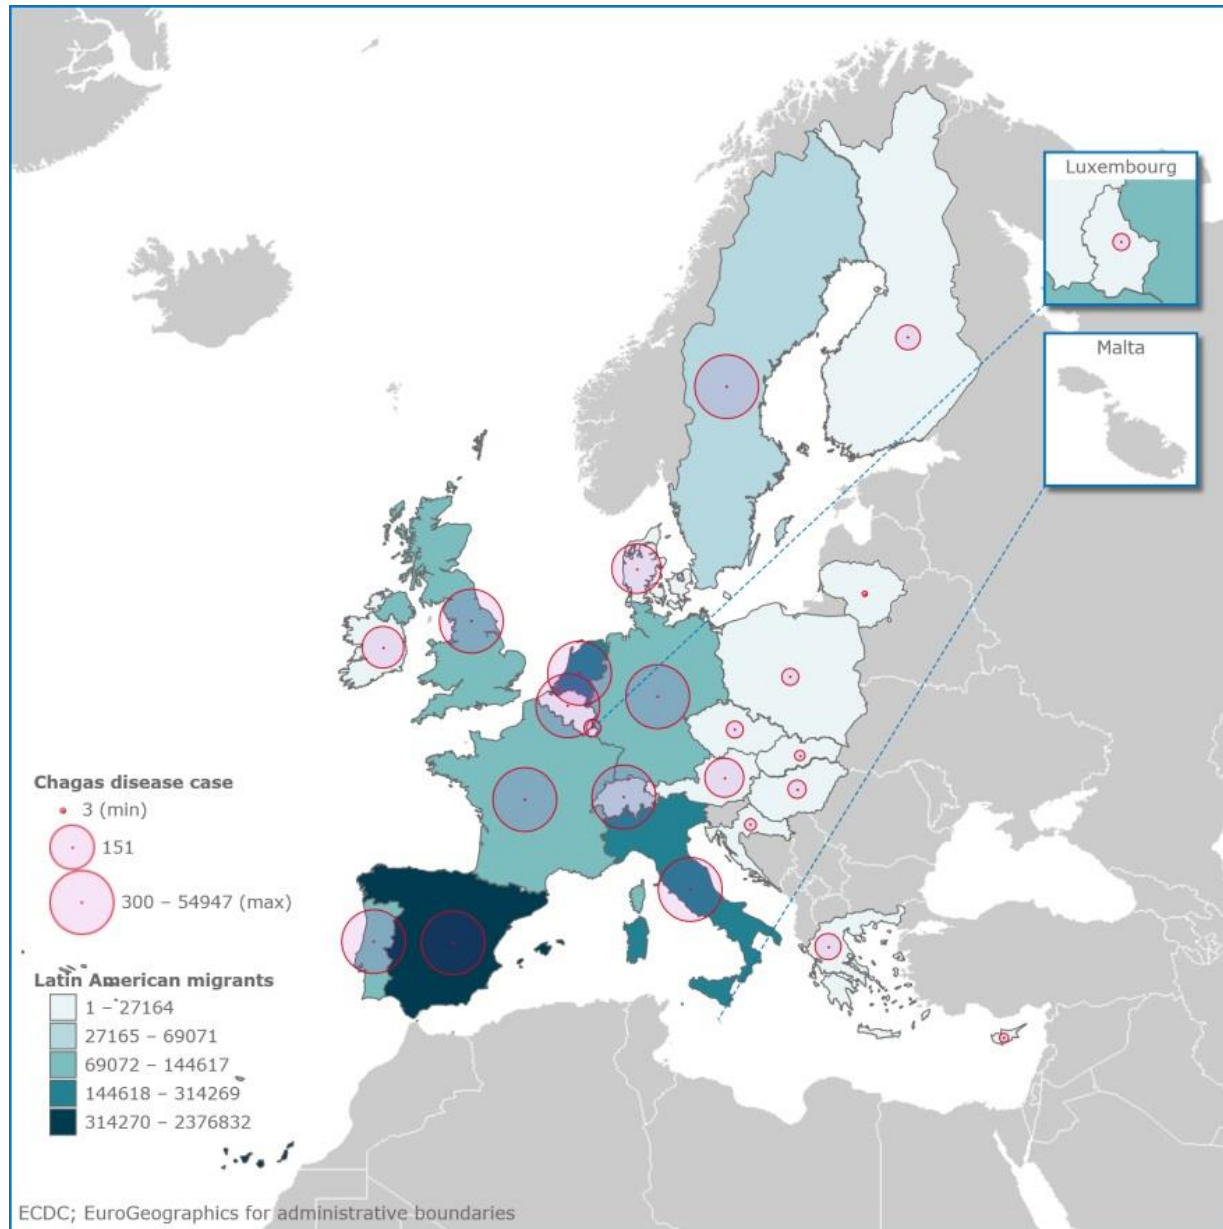 Luxembourg
Malta
Chagas disease case
3 (min)
151
300 – 54947 (max)
Latin American migrants
1 – 27164
27165 – 69071
69072 – 144617
144618 – 314269
314270 – 2376832
ECDC; EuroGeographics for administrative boundaries